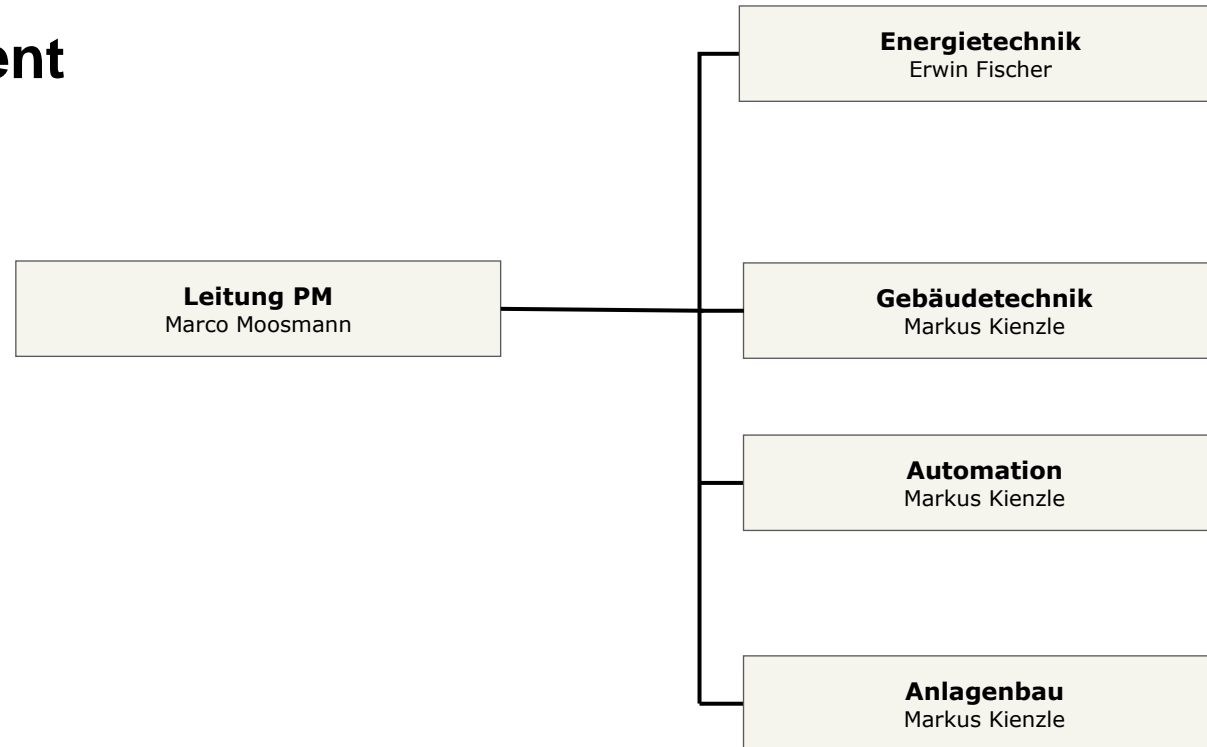 ent
Energietechnik
Erwin Fischer
Leitung PM
Marco Moosmann
Gebäudetechnik
Markus Kienzle
Automation
Markus Kienzle
Anlagenbau
Markus Kienzle